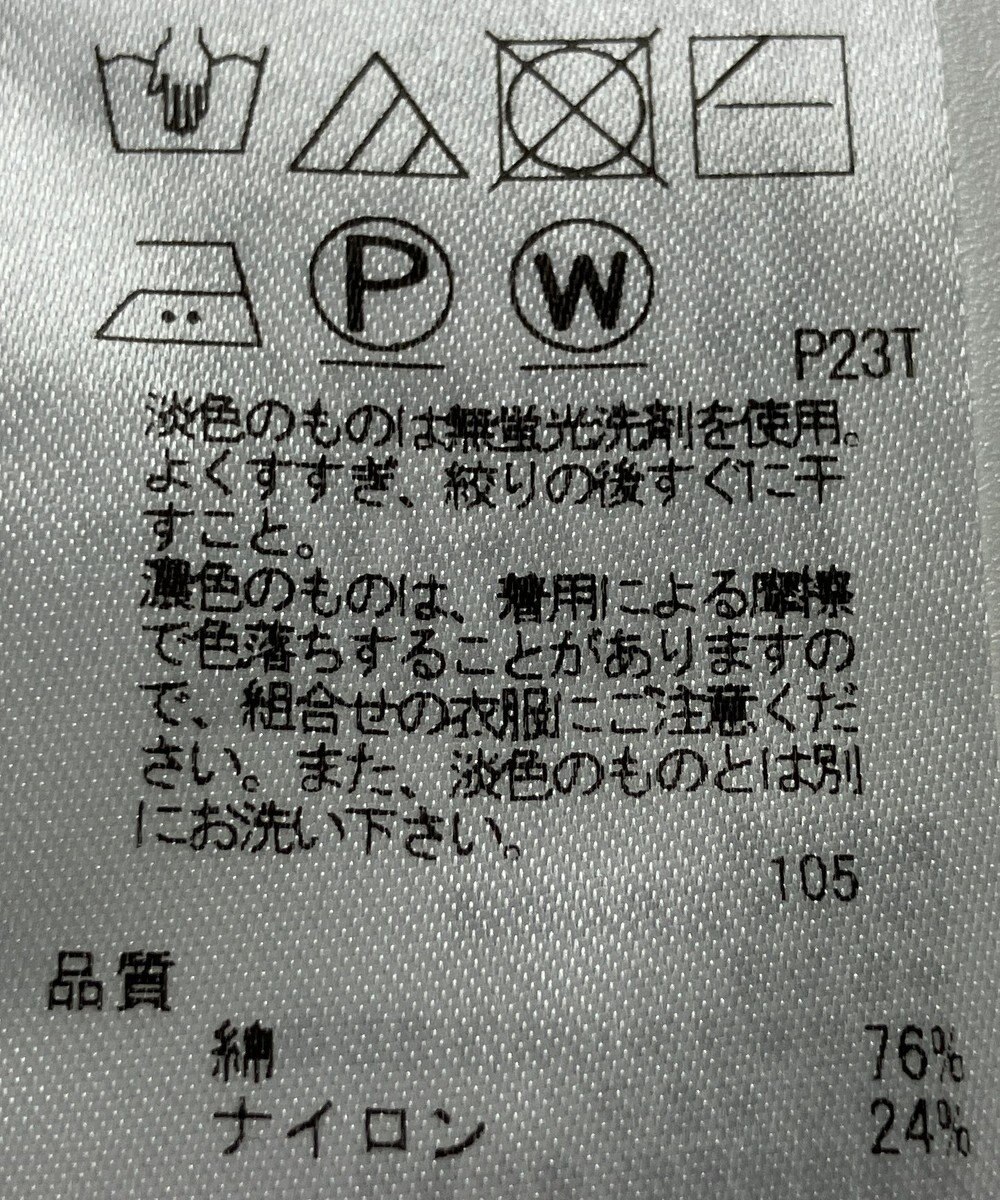 P W
P23T
淡色のものは無蛍光洗剤を使用。
よくすすぎ、絞りの後すぐに干
すこと。
濃色のものは、着用による摩擦
で色落ちすることがありますの
で、組合せの衣服にご注意くだ
さい。また、淡色のものとは別
にお洗い下さい。
105
品質
綿 76%
ナイロン 24%